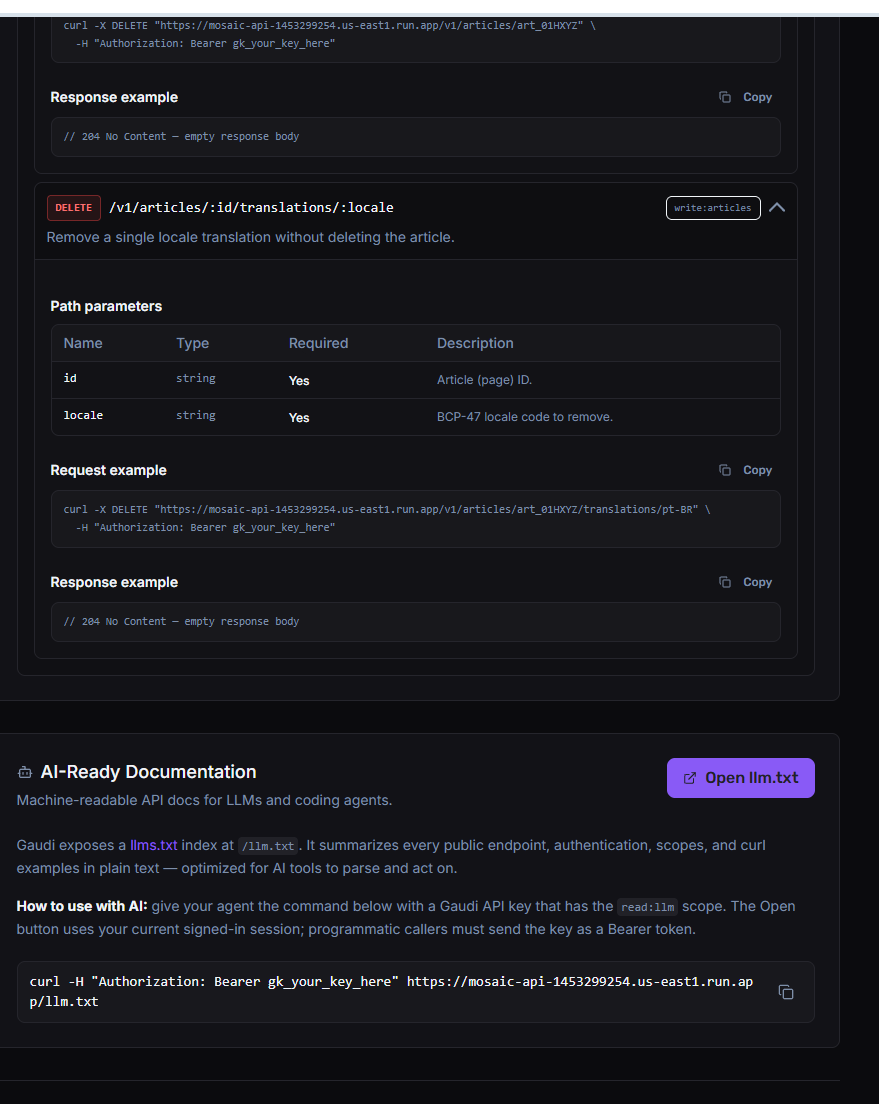 curl -X DELETE "https://mosaic-api-1453299254.us-east1.run.app/v1/articles/art_01HXYZ" \
-H "Authorization: Bearer gk_your_key_here"
Response example
Copy
// 204 No Content — empty response body
DELETE /v1/articles/:id/translations/:locale write:articles
Remove a single locale translation without deleting the article.
Path parameters
Name Type Required Description
id string Yes Article (page) ID.
locale string Yes BCP-47 locale code to remove.
Request example
Copy
curl -X DELETE "https://mosaic-api-1453299254.us-east1.run.app/v1/articles/art_01HXYZ/translations/pt-BR" \
-H "Authorization: Bearer gk_your_key_here"
Response example
Copy
// 204 No Content — empty response body
AI-Ready Documentation
Open llm.txt
Machine-readable API docs for LLMs and coding agents.
Gaudi exposes a llms.txt index at /llm.txt. It summarizes every public endpoint, authentication, scopes, and curl
examples in plain text — optimized for AI tools to parse and act on.
How to use with AI: give your agent the command below with a Gaudi API key that has the read:llm scope. The Open
button uses your current signed-in session; programmatic callers must send the key as a Bearer token.
curl -H "Authorization: Bearer gk_your_key_here" https://mosaic-api-1453299254.us-east1.run.ap
p/llm.txt